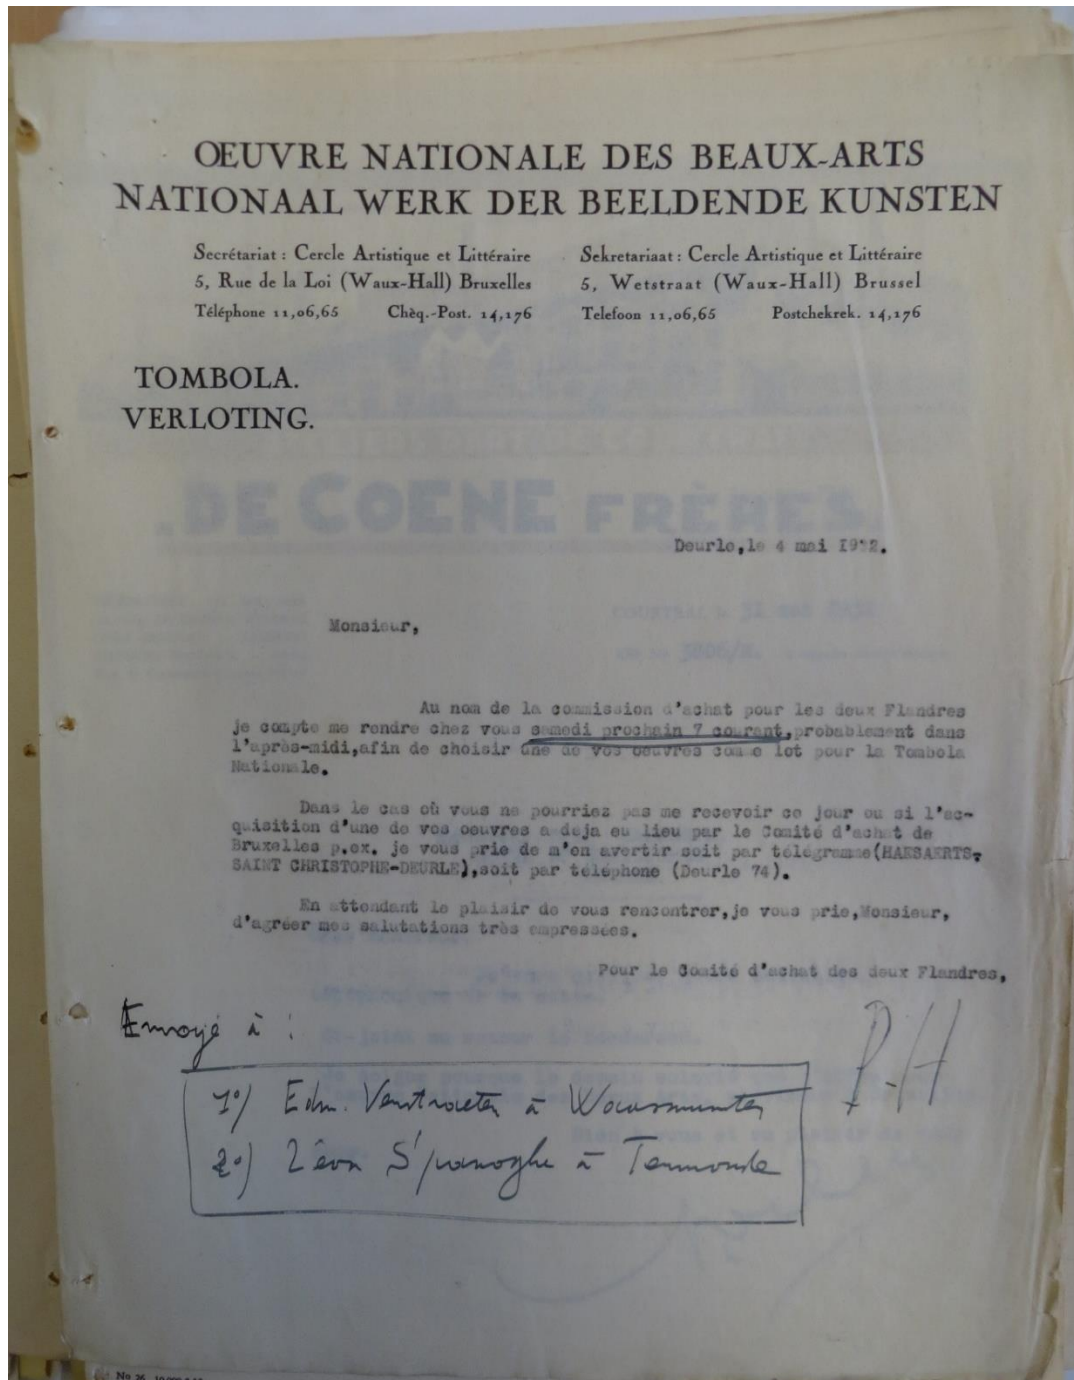 ŒUVRE NATIONALE DES BEAUX-ARTS
NATIONAAL WERK DER BEELDENDE KUNSTEN
Secrétariat : Cercle Artistique et Littéraire
5, Rue de la Loi (Waux-Hall) Bruxelles
Téléphone 11,06,65 Chèq.-Post. 14,176
Sekretariaat : Cercle Artistique et Littéraire
5, Wetstraat (Waux-Hall) Brussel
Telefoon 11,06,65 Postchekrek. 14,176
TOMBOLA.
VERLOTING.
DE COENE FRÈRES.
Deurle,le 4 mai 1932.
Monsieur,
Au nom de la commission d'achat pour les deux Flandres
je compte me rendre chez vous samedi prochain 7 courant,probablement dans
l'après-midi,afin de choisir une de vos oeuvres comme lot pour la Tombola
Nationale.
Dans le cas où vous ne pourriez pas me recevoir ce jour ou si l'ac-
quisition d'une de vos oeuvres a deja eu lieu par le Comité d'achat de
Bruxelles p.ex. je vous prie de m'en avertir soit par télégramme(HAESAERTS-
SAINT CHRISTOPHE-DEURLE),soit par téléphone (Deurle 74).
En attendant le plaisir de vous rencontrer,je vous prie,Monsieur,
d'agréer mes salutations très empressées.
Pour le Comité d'achat des deux Flandres,
Envoyé à :
P.H
1°) Edm. Verstraeten à Waesmunster
2°) Léon Spanoghe à Termonde